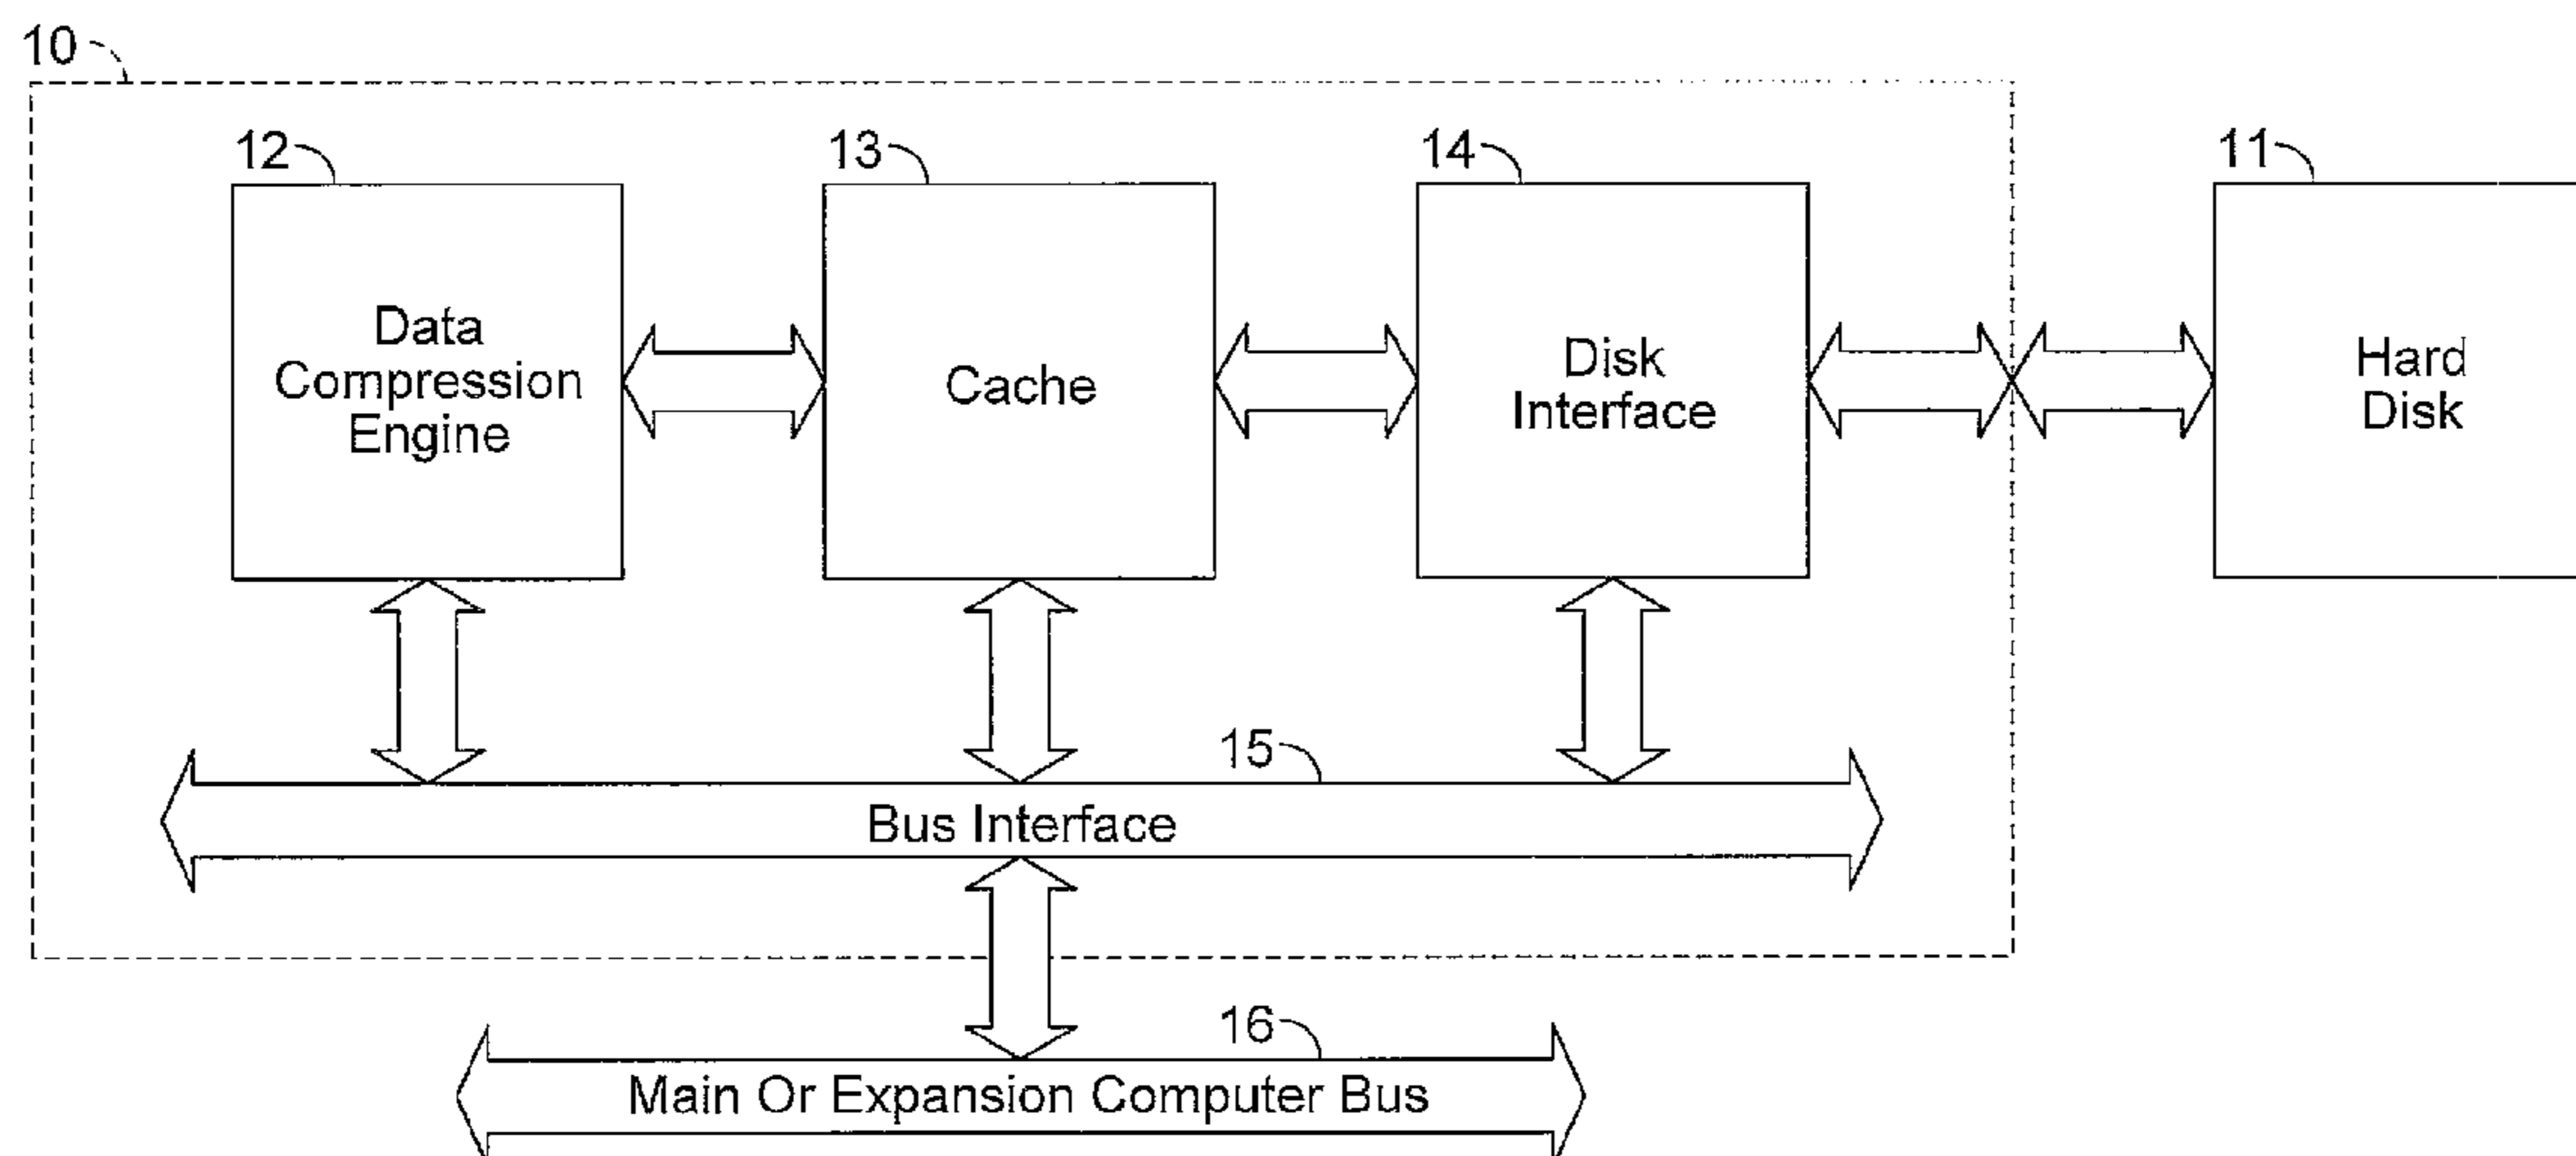 10
12
13
14
11
Data
Compression
Engine
Cache
Disk
Interface
Hard
Disk
15
Bus Interface
16
Main Or Expansion Computer Bus